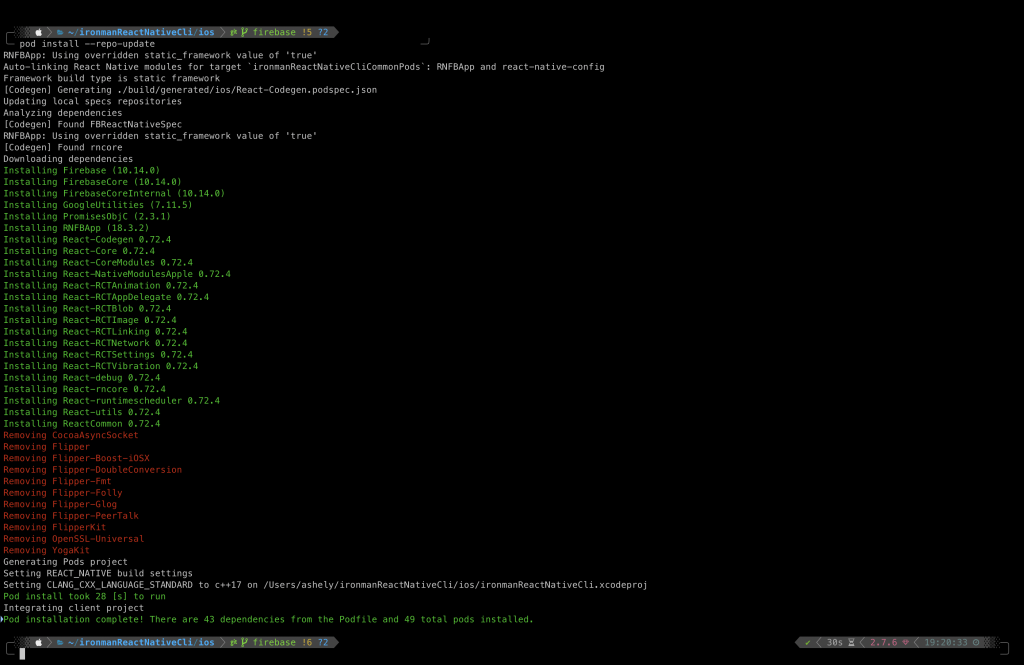 ~/ironmanReactNativeCli/ios firebase !5 ?2
pod install --repo-update
RNFBApp: Using overridden static_framework value of 'true'
Auto-linking React Native modules for target `ironmanReactNativeCliCommonPods`: RNFBApp and react-native-config
Framework build type is static framework
[Codegen] Generating ./build/generated/ios/React-Codegen.podspec.json
Updating local specs repositories
Analyzing dependencies
[Codegen] Found FBReactNativeSpec
RNFBApp: Using overridden static_framework value of 'true'
[Codegen] Found rncore
Downloading dependencies
Installing Firebase (10.14.0)
Installing FirebaseCore (10.14.0)
Installing FirebaseCoreInternal (10.14.0)
Installing GoogleUtilities (7.11.5)
Installing PromisesObjC (2.3.1)
Installing RNFBApp (18.3.2)
Installing React-Codegen 0.72.4
Installing React-Core 0.72.4
Installing React-CoreModules 0.72.4
Installing React-NativeModulesApple 0.72.4
Installing React-RCTAnimation 0.72.4
Installing React-RCTAppDelegate 0.72.4
Installing React-RCTBlob 0.72.4
Installing React-RCTImage 0.72.4
Installing React-RCTLinking 0.72.4
Installing React-RCTNetwork 0.72.4
Installing React-RCTSettings 0.72.4
Installing React-RCTVibration 0.72.4
Installing React-debug 0.72.4
Installing React-rncore 0.72.4
Installing React-runtimescheduler 0.72.4
Installing React-utils 0.72.4
Installing ReactCommon 0.72.4
Removing CocoaAsyncSocket
Removing Flipper
Removing Flipper-Boost-iOSX
Removing Flipper-DoubleConversion
Removing Flipper-Fmt
Removing Flipper-Folly
Removing Flipper-Glog
Removing Flipper-PeerTalk
Removing FlipperKit
Removing OpenSSL-Universal
Removing YogaKit
Generating Pods project
Setting REACT_NATIVE build settings
Setting CLANG_CXX_LANGUAGE_STANDARD to c++17 on /Users/ashely/ironmanReactNativeCli/ios/ironmanReactNativeCli.xcodeproj
Pod install took 28 [s] to run
Integrating client project
Pod installation complete! There are 43 dependencies from the Podfile and 49 total pods installed.
~/ironmanReactNativeCli/ios firebase !6 ?2 ✔ 30s 2.7.6 19:20:33